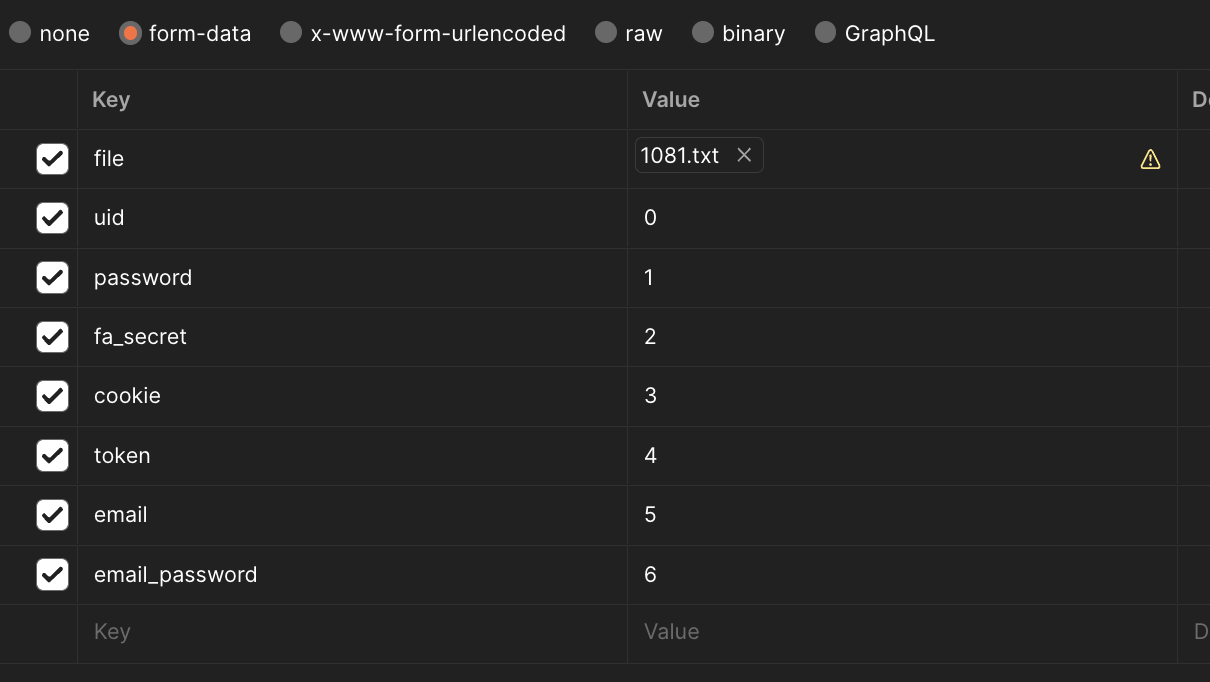 none form-data x-www-form-urlencoded raw binary GraphQL
Key Value
file 1081.txt
uid 0
password 1
fa_secret 2
cookie 3
token 4
email 5
email_password 6
Key Value